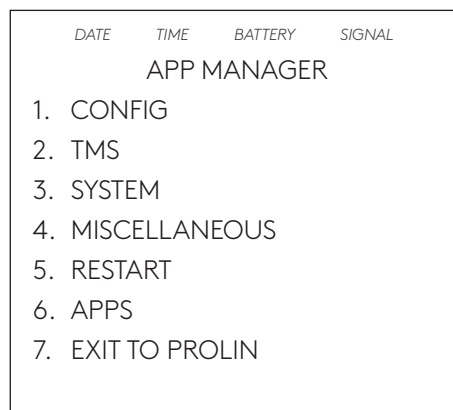 DATE TIME BATTERY SIGNAL
APP MANAGER
1. CONFIG
2. TMS
3. SYSTEM
4. MISCELLANEOUS
5. RESTART
6. APPS
7. EXIT TO PROLIN